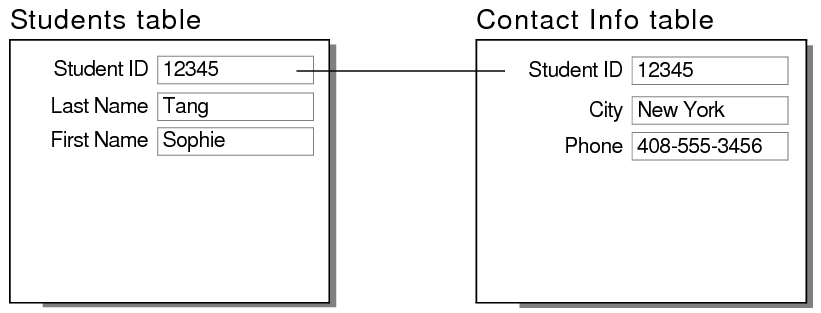 Students table
Student ID 12345
Last Name Tang
First Name Sophie
Contact Info table
Student ID 12345
City New York
Phone 408-555-3456